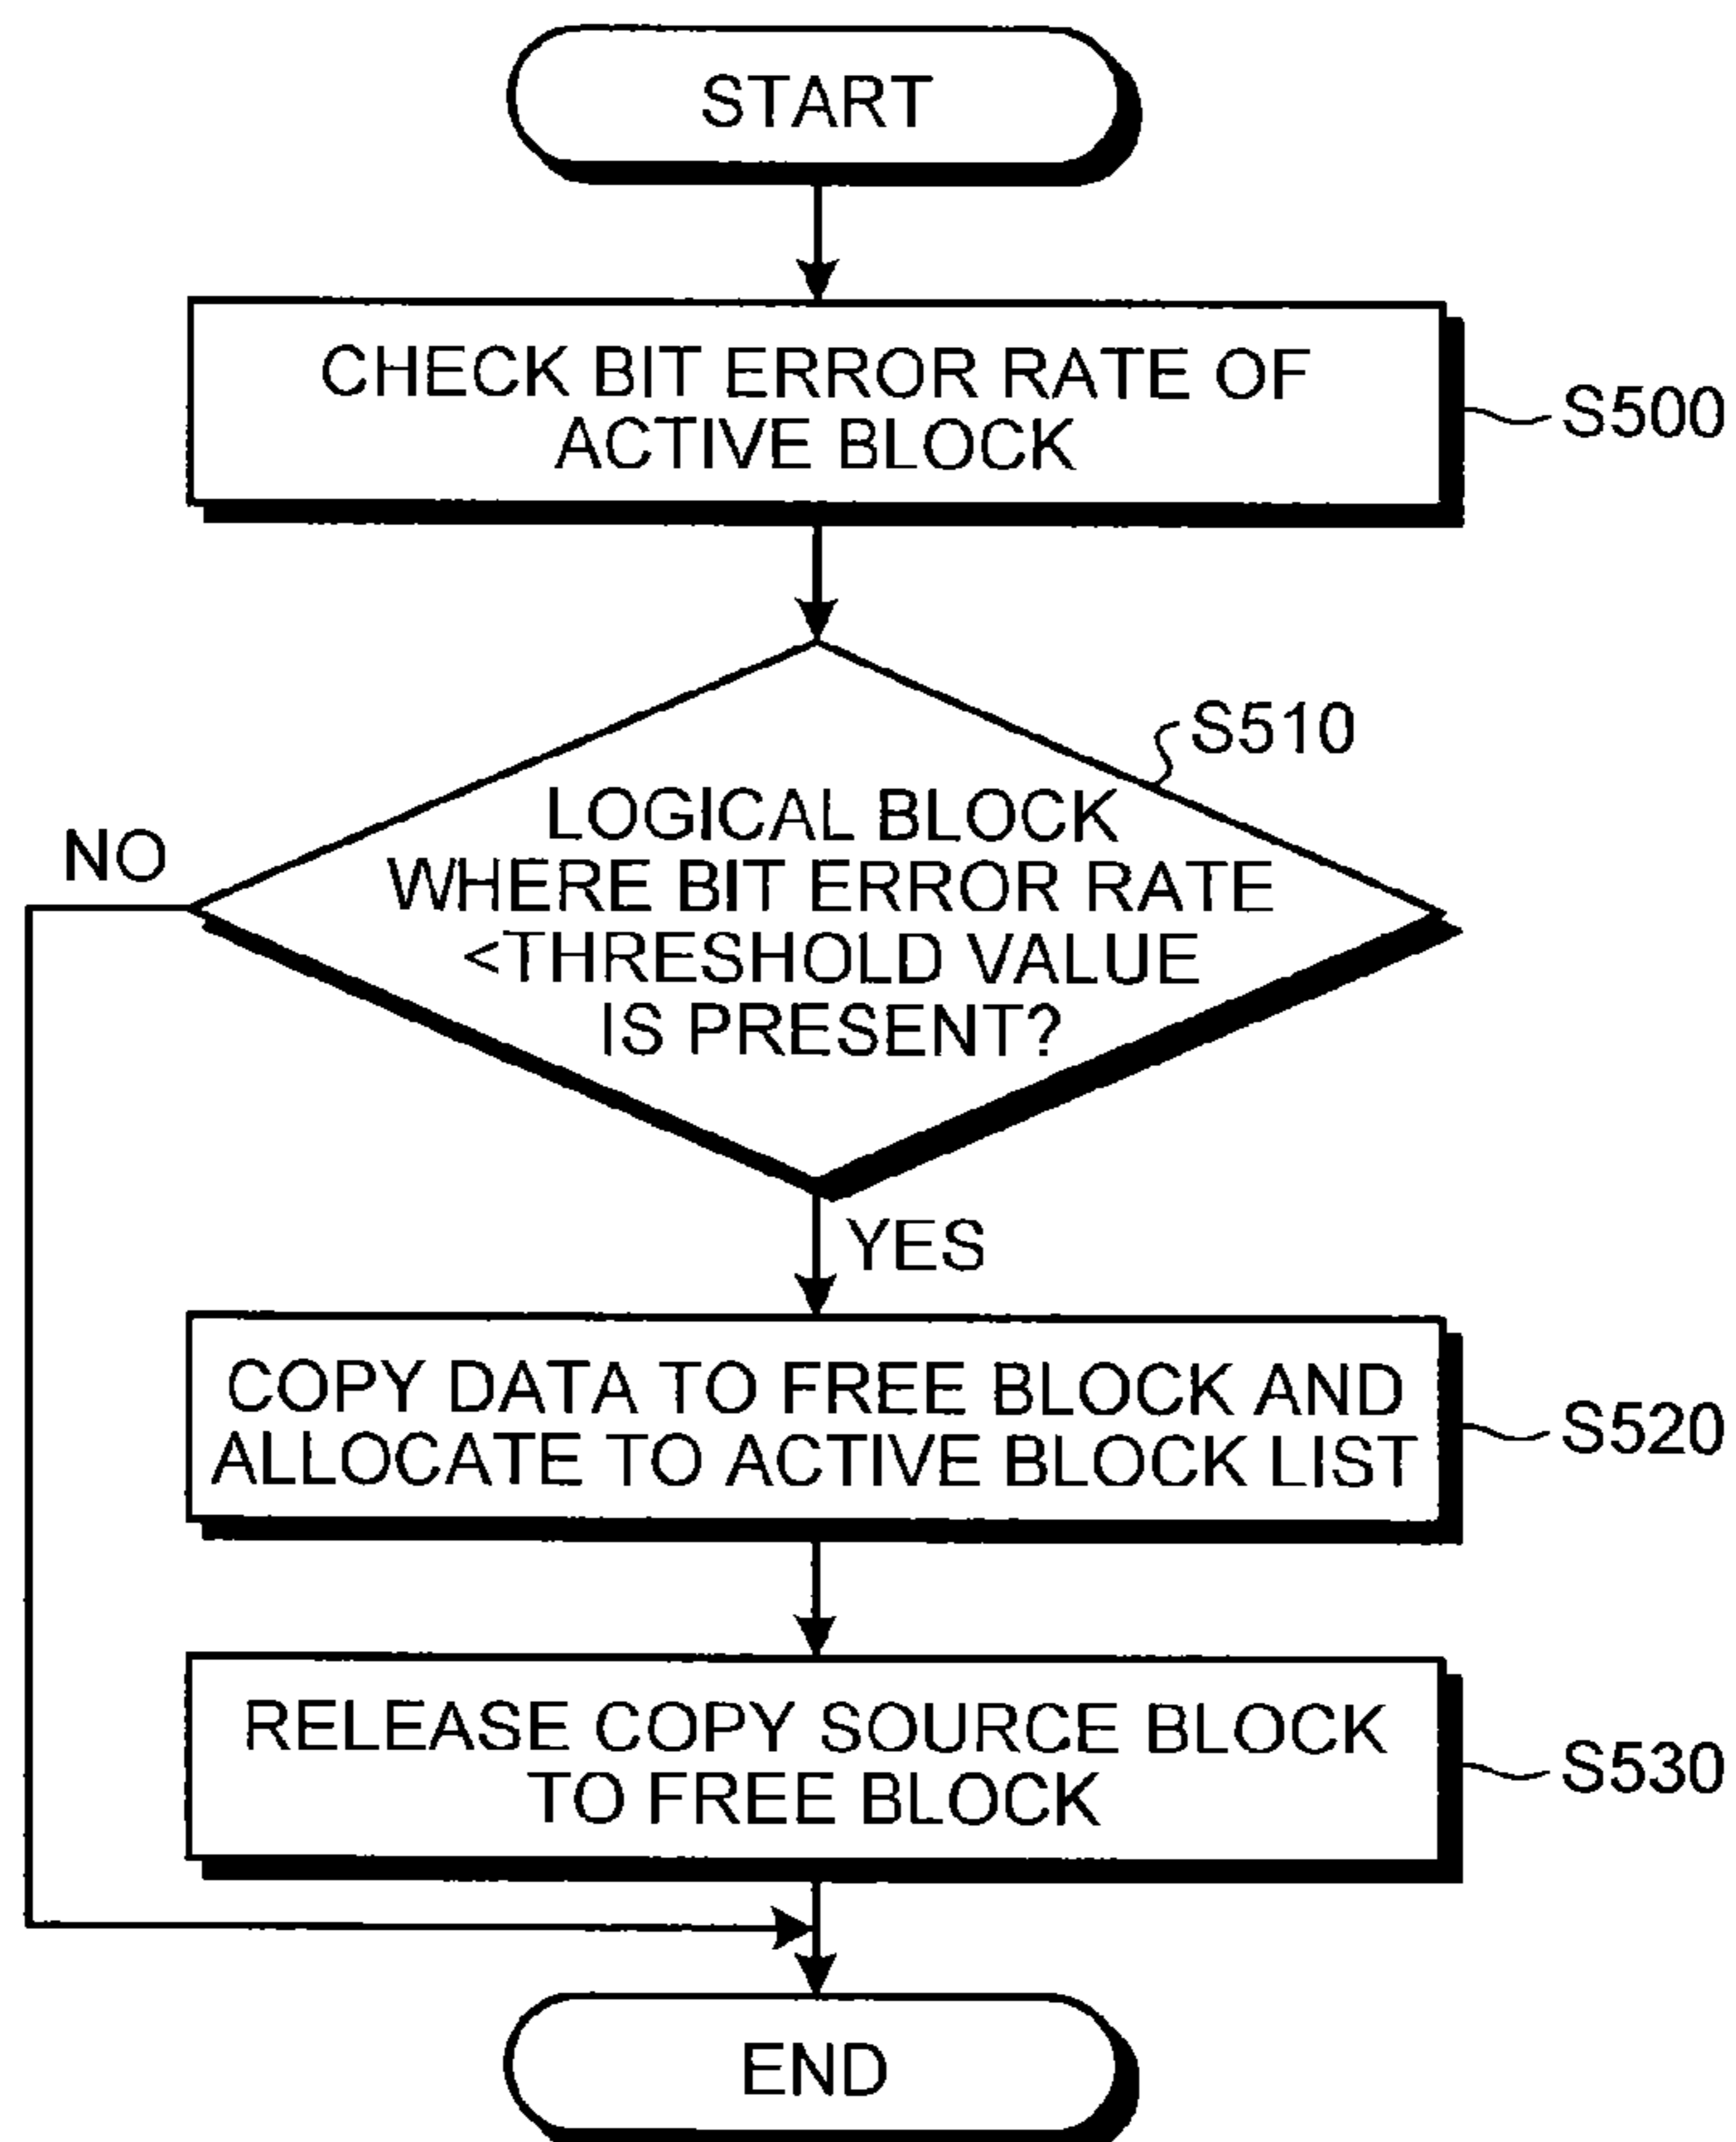 START
CHECK BIT ERROR RATE OF
ACTIVE BLOCK
S500
S510
LOGICAL BLOCK
WHERE BIT ERROR RATE
<THRESHOLD VALUE
IS PRESENT?
NO
YES
COPY DATA TO FREE BLOCK AND
ALLOCATE TO ACTIVE BLOCK LIST
S520
RELEASE COPY SOURCE BLOCK
TO FREE BLOCK
S530
END